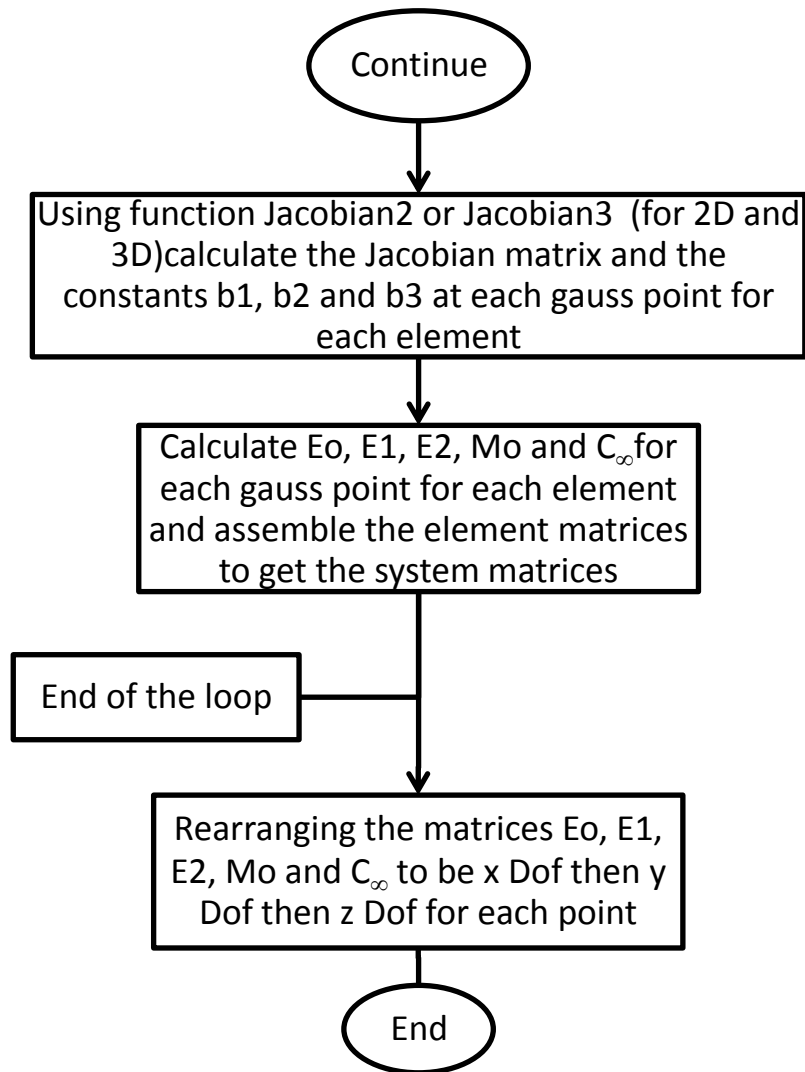 Continue
Using function Jacobian2 or Jacobian3 (for 2D and
3D)calculate the Jacobian matrix and the
constants b1, b2 and b3 at each gauss point for
each element
Calculate Eo, E1, E2, Mo and C∞for
each gauss point for each element
and assemble the element matrices
to get the system matrices
End of the loop
Rearranging the matrices Eo, E1,
E2, Mo and C∞ to be x Dof then y
Dof then z Dof for each point
End